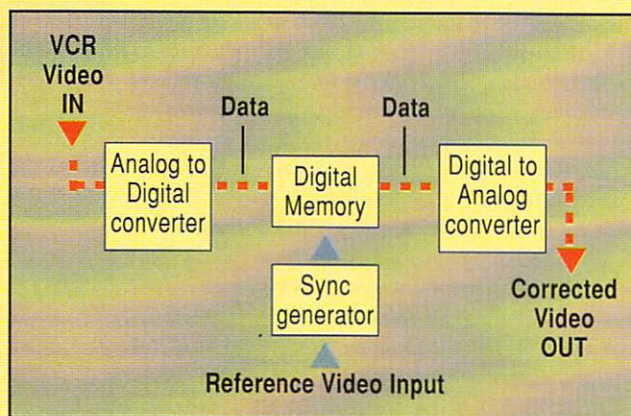 VCR
Video
IN
Data
Data
Analog to
Digital
converter
Digital
Memory
Digital to
Analog
converter
Sync
generator
Corrected
Video
OUT
Reference Video Input